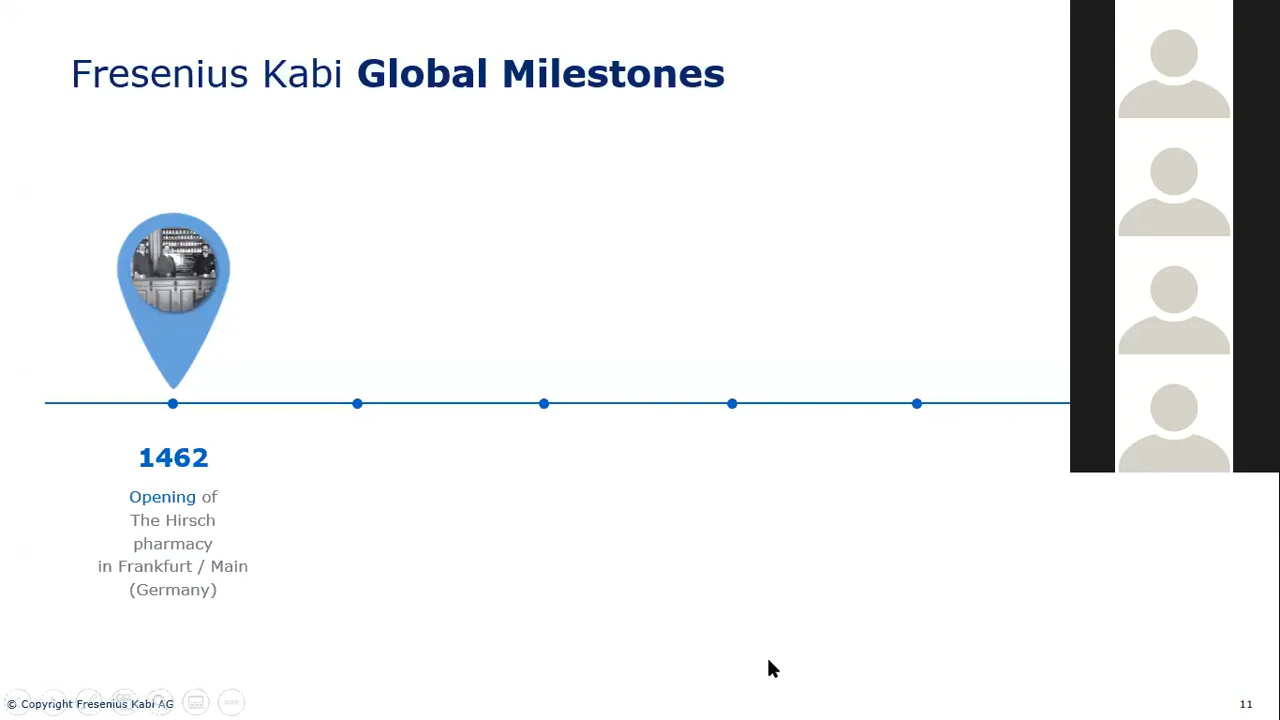 Fresenius Kabi Global Milestones
1462
Opening of
The Hirsch
pharmacy
in Frankfurt / Main
(Germany)
© Copyright Fresenius Kabi AG
11